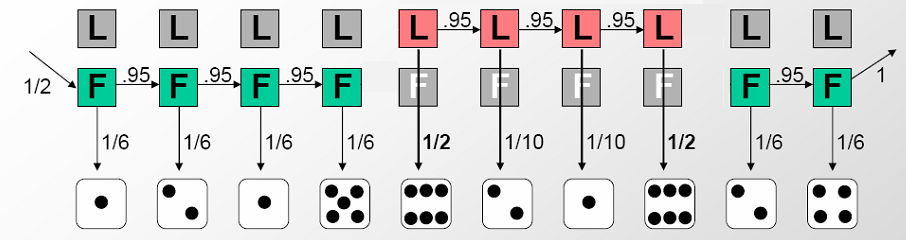 L L L L L L L L L L
.95 .95 .95
1/2 F F F F F F F F F F 1
.95 .95 .95 .95
1/6 1/6 1/6 1/6 1/2 1/10 1/10 1/2 1/6 1/6